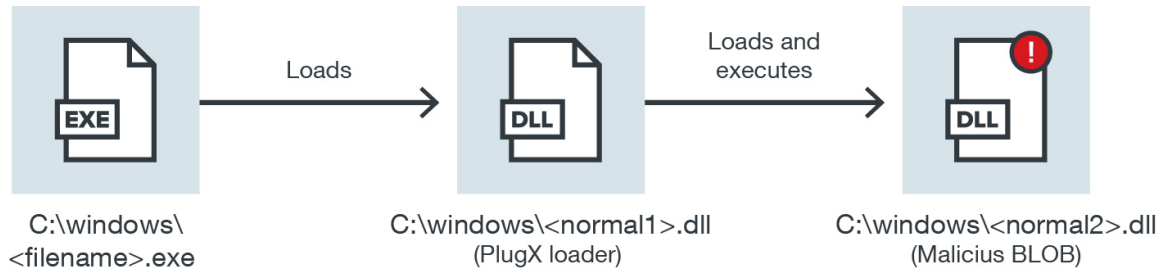 EXE
Loads
DLL
Loads and
executes
!
DLL
C:\windows\
<filename>.exe
C:\windows\<normal1>.dll
(PlugX loader)
C:\windows\<normal2>.dll
(Malicius BLOB)